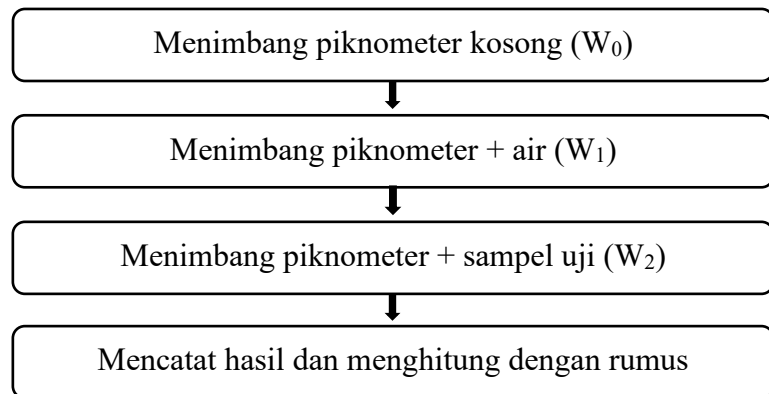 Menimbang piknometer kosong (W₀)
Menimbang piknometer + air (W₁)
Menimbang piknometer + sampel uji (W₂)
Mencatat hasil dan menghitung dengan rumus